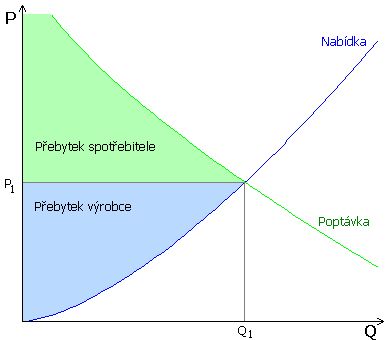 P
Nabídka
Přebytek spotřebitele
P1
Přebytek výrobce
Poptávka
Q1
Q